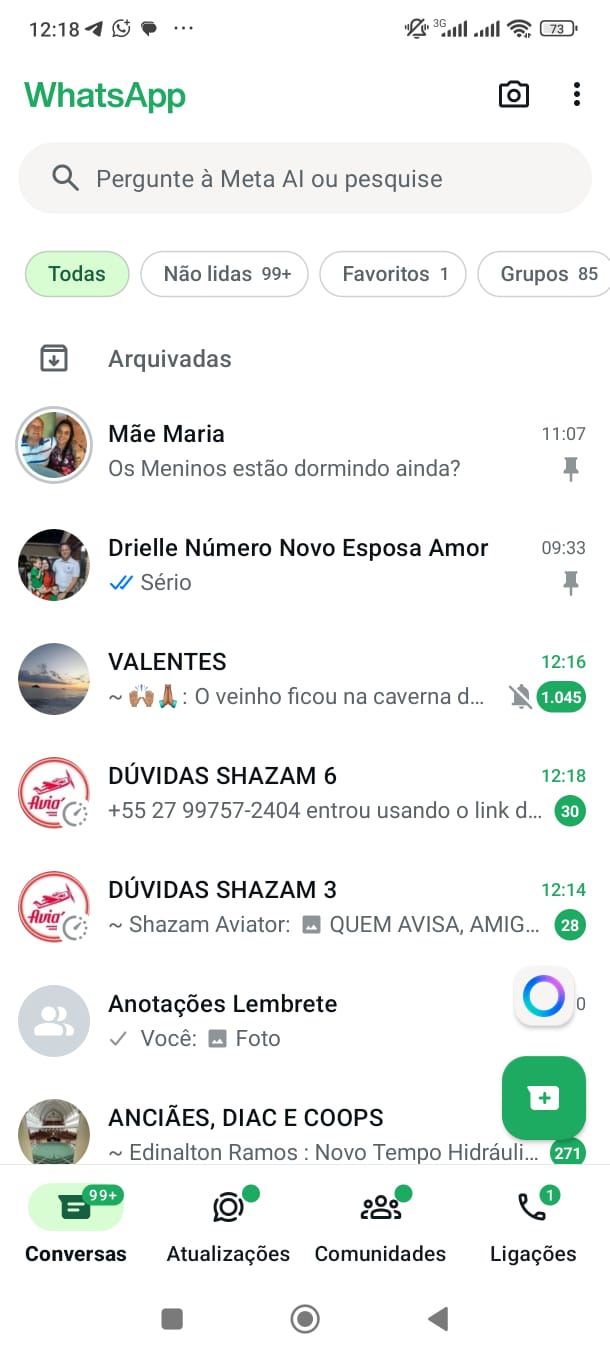 12:18
3G
73
WhatsApp
Pergunte à Meta AI ou pesquise
Todas
Não lidas 99+
Favoritos 1
Grupos 85
Arquivadas
Mãe Maria
11:07
Os Meninos estão dormindo ainda?
Drielle Número Novo Esposa Amor
09:33
Sério
VALENTES
12:16
~ 🙌🏽🙏🏽: O veinho ficou na caverna d...
1.045
Avia
DÚVIDAS SHAZAM 6
12:18
+55 27 99757-2404 entrou usando o link d...
30
Avia
DÚVIDAS SHAZAM 3
12:14
~ Shazam Aviator: QUEM AVISA, AMIG...
28
Anotações Lembrete
0
Você: Foto
ANCIÃES, DIAC E COOPS
~ Edinalton Ramos : Novo Tempo Hidráuli...
271
99+
1
Conversas
Atualizações
Comunidades
Ligações